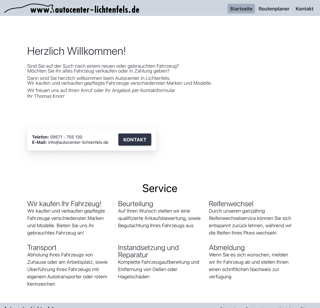 www.autocenter-lichtenfels.de
Startseite Routenplaner Kontakt
Herzlich Willkommen!
Sind Sie auf der Such nach einem neuen oder gebrauchten Fahrzeug?
Möchten Sie ihr altes Fahrzeug verkaufen oder in Zahlung geben?
Dann sind Sie herzlich willkommen beim Autocenter in Lichtenfels.
Wir kaufen und verkaufen gepflegte Fahrzeuge verschiedenster Marken und Modelle.
Wir freuen uns auf Ihren Anruf oder Ihr Angebot per Kontaktformular
Ihr Thomas Knorr
Telefon: 09571 - 755 130
E-Mail: info@autocenter-lichtenfels.de
KONTAKT
Service
Wir kaufen Ihr Fahrzeug!
Wir kaufen und verkaufen gepflegte
Fahrzeuge verschiedenster Marken
und Modelle. Bieten Sie uns ihr
gebrauchtes Fahrzeug an!
Beurteilung
Auf Ihren Wunsch stellen wir eine
qualifizierte Ankaufsbewertung, sowie
Begutachtung Ihres Fahrzeugs aus
Reifenwechsel
Durch unseren ganzjährig
Reifenwechselservice können Sie sich
entspannt zurück lehnen, während wir
die Reifen Ihres Pkws wechseln
Transport
Abholung Ihres Fahrzeugs von
Zuhause oder am Arbeitsplatz, sowie
Überführung Ihres Fahrzeugs mit
eigenem Autotransporter oder rotem
Kennzeichen
Instandsetzung und
Reparatur
Komplette Fahrzeugaufbereitung und
Entfernung von Dellen oder
Hagelschäden
Abmeldung
Wenn Sie es sich wünschen, melden
wir Ihr Fahrzeug ab und stellen Ihnen
einen schriftlichen Nachweis zur
verfügung.